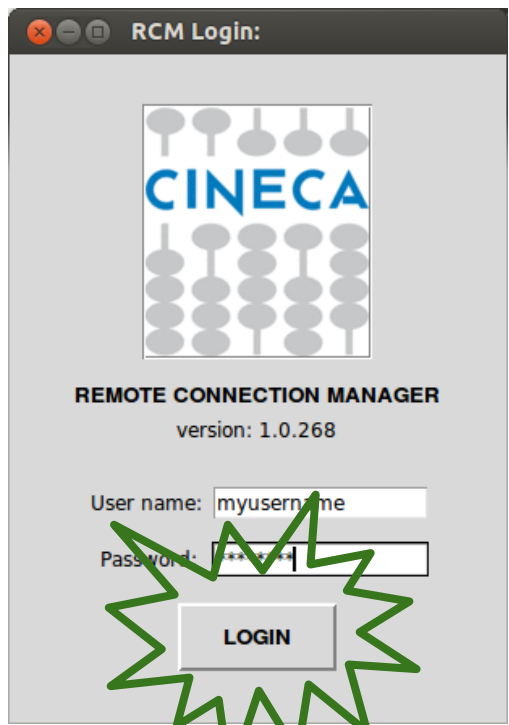 RCM Login:
CINECA
REMOTE CONNECTION MANAGER
version: 1.0.268
User name: myusername
Password: ********
LOGIN